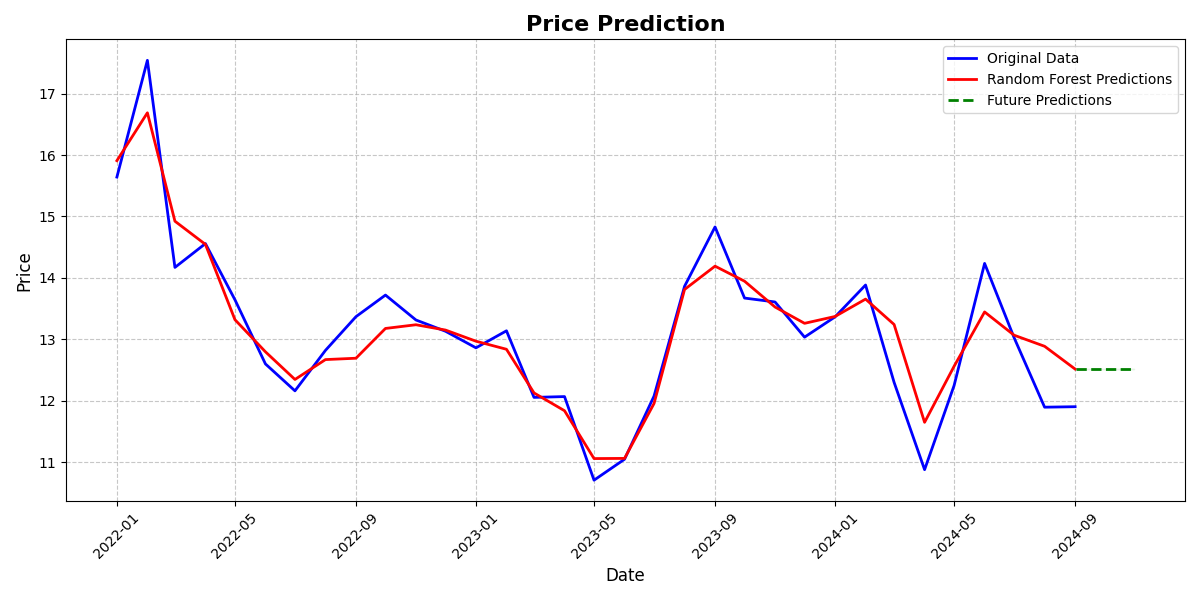 Price Prediction
Original Data
Random Forest Predictions
Future Predictions
Price
17
16
15
14
13
12
11
2022-01
2022-05
2022-09
2023-01
2023-05
2023-09
2024-01
2024-05
2024-09
Date